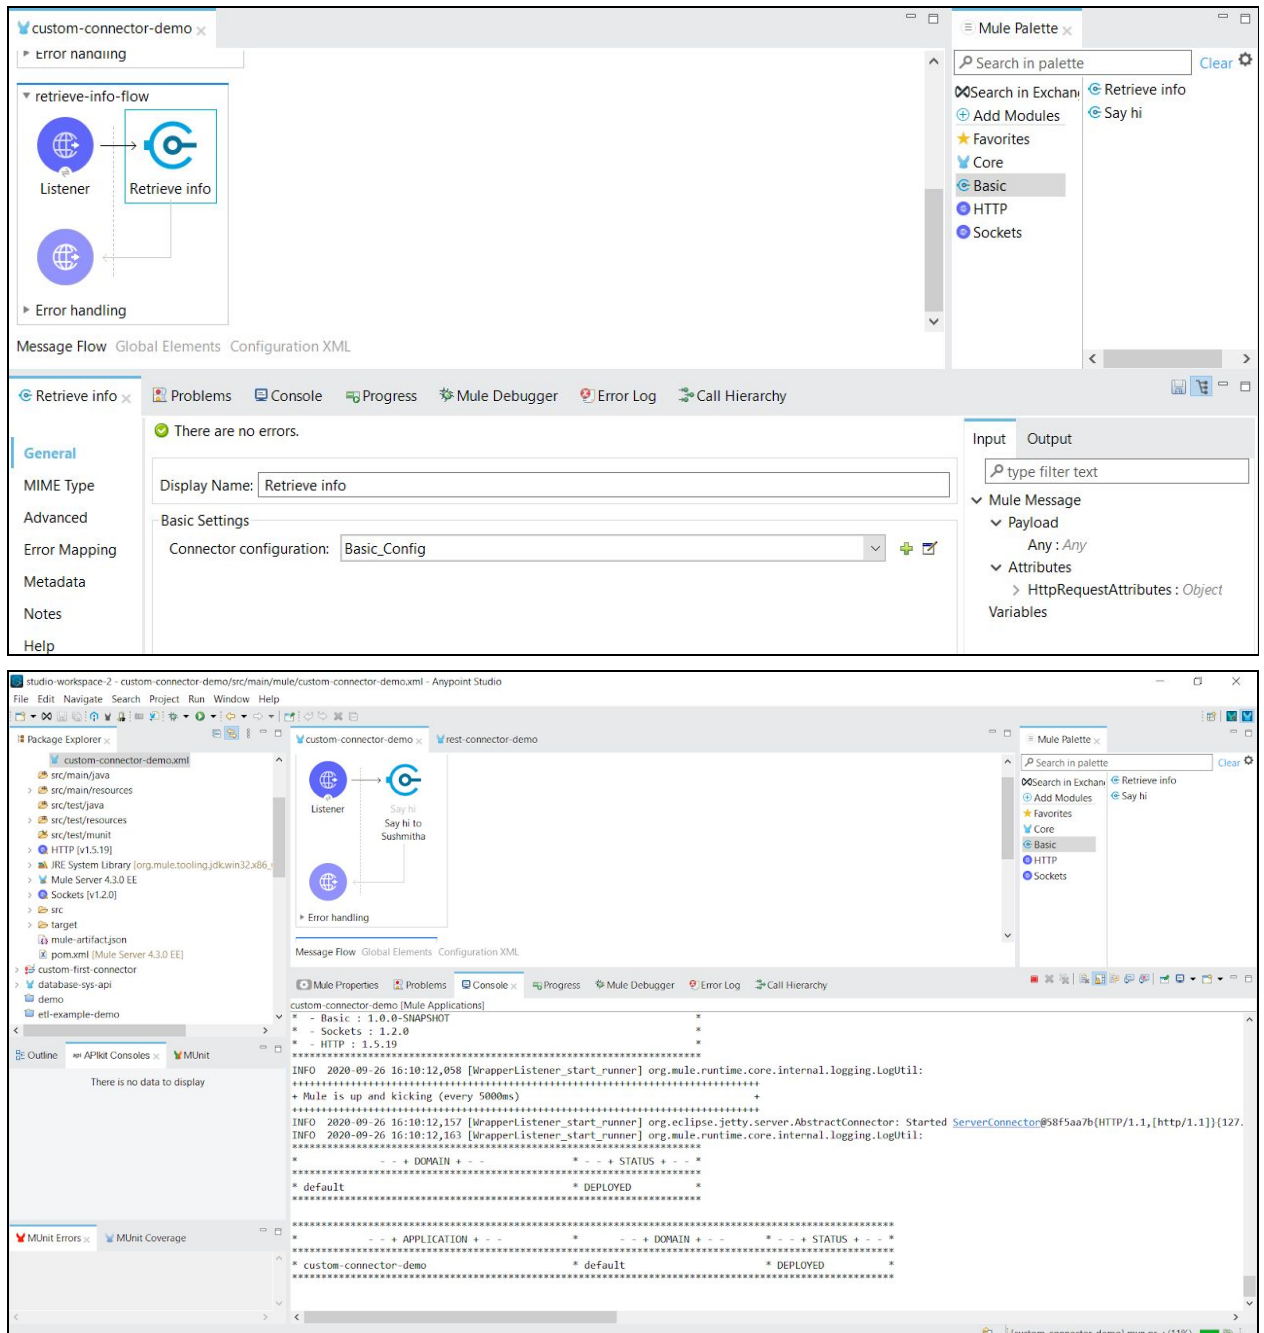 custom-connector-demo
Mule Palette
Error handling
Search in palette
Clear
retrieve-info-flow
Search in Exchan
Add Modules
Favorites
Core
Basic
HTTP
Sockets
Retrieve info
Say hi
Listener
Retrieve info
Error handling
Message Flow Global Elements Configuration XML
Retrieve info Problems Console Progress Mule Debugger Error Log Call Hierarchy
There are no errors.
General
MIME Type
Advanced
Error Mapping
Metadata
Notes
Help
Display Name: Retrieve info
Basic Settings
Connector configuration: Basic_Config
Input Output
type filter text
Mule Message
Payload
Any : Any
Attributes
HttpRequestAttributes : Object
Variables
studio-workspace-2 - custom-connector-demo/src/main/mule/custom-connector-demo.xml - Anypoint Studio
File Edit Navigate Search Project Run Window Help
Package Explorer
custom-connector-demo.xml
src/main/java
src/main/resources
src/test/java
src/test/resources
src/test/munit
HTTP [v1.5.19]
JRE System Library [org.mule.tooling.jdk.win32.x86_
Mule Server 4.3.0 EE
Sockets [v1.2.0]
src
target
mule-artifact.json
pom.xml [Mule Server 4.3.0 EE]
custom-first-connector
database-sys-api
demo
etl-example-demo
custom-connector-demo rest-connector-demo
Listener
Say hi
Say hi to
Sushmitha
Error handling
Message Flow Global Elements Configuration XML
Mule Palette
Search in palette
Clear
Search in Exchan
Add Modules
Favorites
Core
Basic
HTTP
Sockets
Retrieve info
Say hi
Outline APIkit Consoles MUnit
There is no data to display
MUnit Errors MUnit Coverage
Mule Properties Problems Console Progress Mule Debugger Error Log Call Hierarchy
custom-connector-demo [Mule Applications]
* - Basic : 1.0.0-SNAPSHOT *
* - Sockets : 1.2.0 *
* - HTTP : 1.5.19 *
**********************************************************************
INFO 2020-09-26 16:10:12,058 [WrapperListener_start_runner] org.mule.runtime.core.internal.logging.LogUtil:
++++++++++++++++++++++++++++++++++++++++++++++++++++++++++++++++++++++++++++++++
+ Mule is up and kicking (every 5000ms) +
++++++++++++++++++++++++++++++++++++++++++++++++++++++++++++++++++++++++++++++++
INFO 2020-09-26 16:10:12,157 [WrapperListener_start_runner] org.eclipse.jetty.server.AbstractConnector: Started ServerConnector@58f5aa7b{HTTP/1.1,[http/1.1]}{127.
INFO 2020-09-26 16:10:12,163 [WrapperListener_start_runner] org.mule.runtime.core.internal.logging.LogUtil:
**********************************************************************
* - - + DOMAIN + - - * - - + STATUS + - - *
**********************************************************************
* default * DEPLOYED *
**********************************************************************
*******************************************************************************************************
* - - + APPLICATION + - - * - - + DOMAIN + - - * - - + STATUS + - - *
*******************************************************************************************************
* custom-connector-demo * default * DEPLOYED *
*******************************************************************************************************